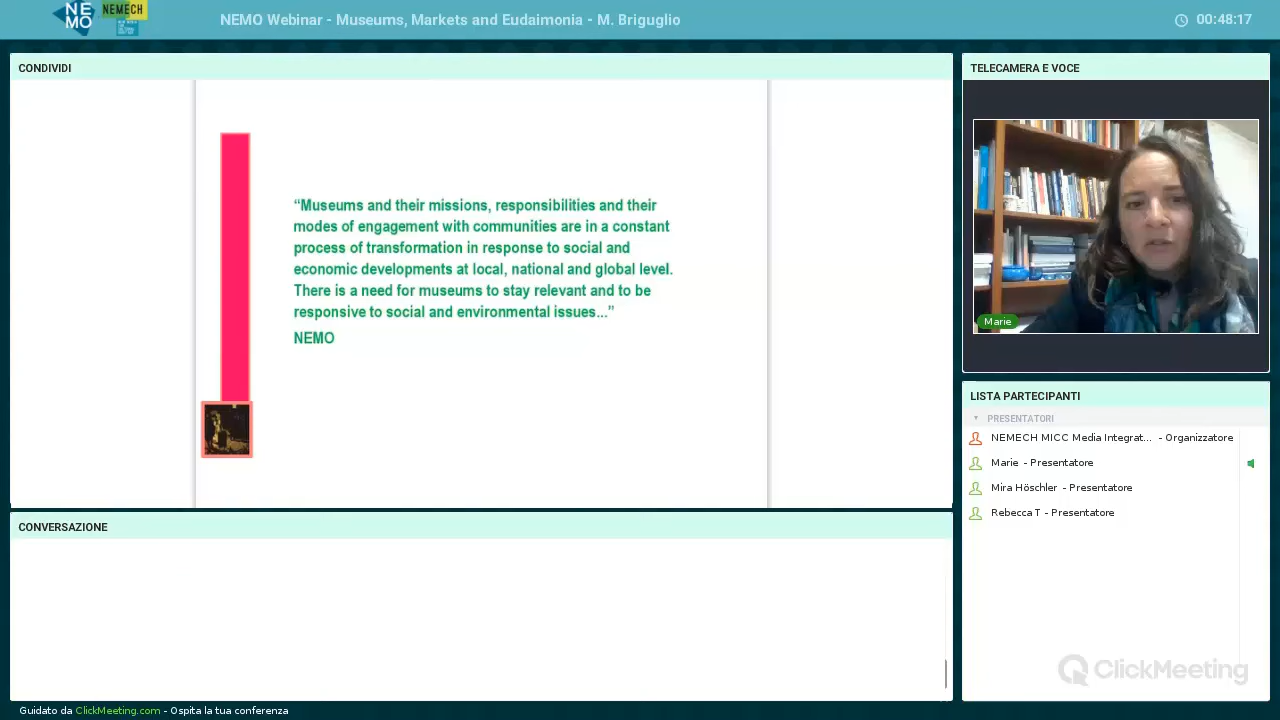 NE
MO
NEMECH
NEMO Webinar - Museums, Markets and Eudaimonia - M. Briguglio
00:48:17
CONDIVIDI
“Museums and their missions, responsibilities and their
modes of engagement with communities are in a constant
process of transformation in response to social and
economic developments at local, national and global level.
There is a need for museums to stay relevant and to be
responsive to social and environmental issues...”
NEMO
TELECAMERA E VOCE
Marie
LISTA PARTECIPANTI
PRESENTATORI
NEMECH MICC Media Integrat... - Organizzatore
Marie - Presentatore
Mira Höschler - Presentatore
Rebecca T - Presentatore
CONVERSAZIONE
ClickMeeting
Guidato da ClickMeeting.com - Ospita la tua conferenza